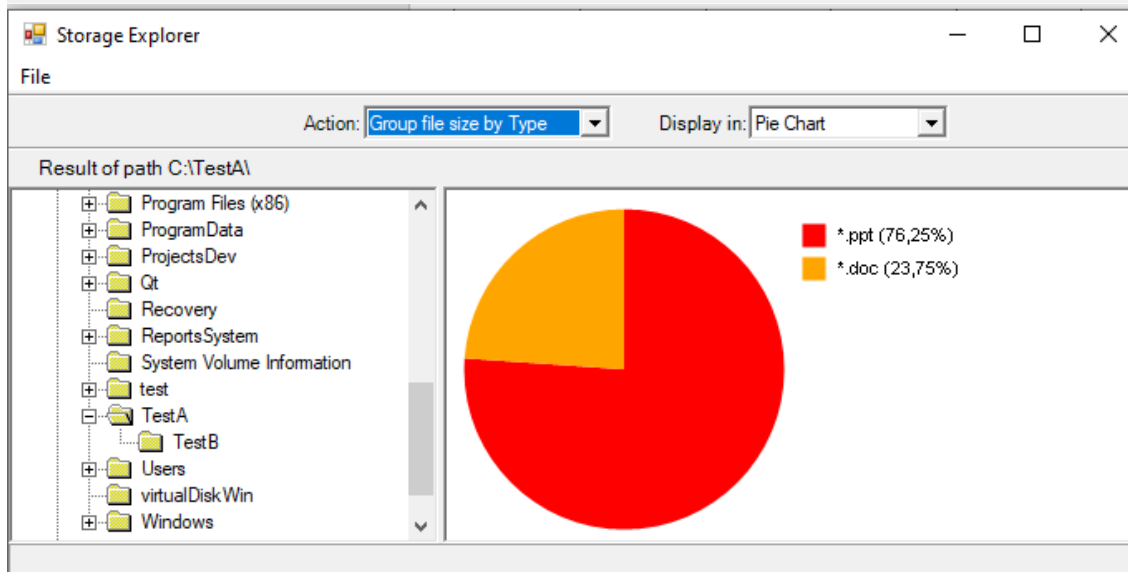 Storage Explorer
File
Action: Group file size by Type Display in: Pie Chart
Result of path C:\TestA\
Program Files (x86)
ProgramData
ProjectsDev
Qt
Recovery
ReportsSystem
System Volume Information
test
TestA
TestB
Users
virtualDiskWin
Windows
*.ppt (76,25%)
*.doc (23,75%)